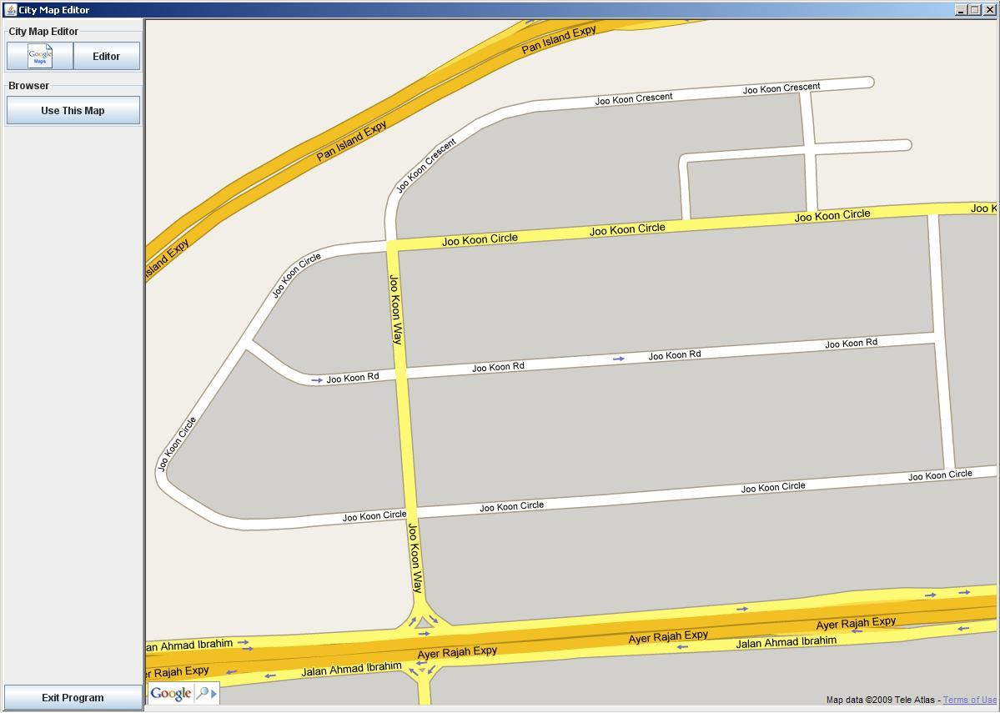 City Map Editor
City Map Editor
Google
Maps
Editor
Browser
Use This Map
Exit Program
Pan Island Expy
Pan Island Expy
Island Expy
Joo Koon Crescent
Joo Koon Crescent
Joo Koon Crescent
Joo K
Joo Koon Circle
Joo Koon Circle
Joo Koon Circle
Joo Koon Circle
Joo Koon Way
Joo Koon Rd
Joo Koon Rd
Joo Koon Rd
Joo Koon Rd
Joo Koon Circle
Joo Koon Circle
Joo Koon Circle
Joo Koon Circle
Joo Koon Circle
Joo Koon Way
Ayer Rajah Expy
Ayer Rajah Expy
Jalan Ahmad Ibrahim
an Ahmad Ibrahim
Ayer Rajah Expy
er Rajah Expy
Jalan Ahmad Ibrahim
Google
Map data ©2009 Tele Atlas - Terms of Use